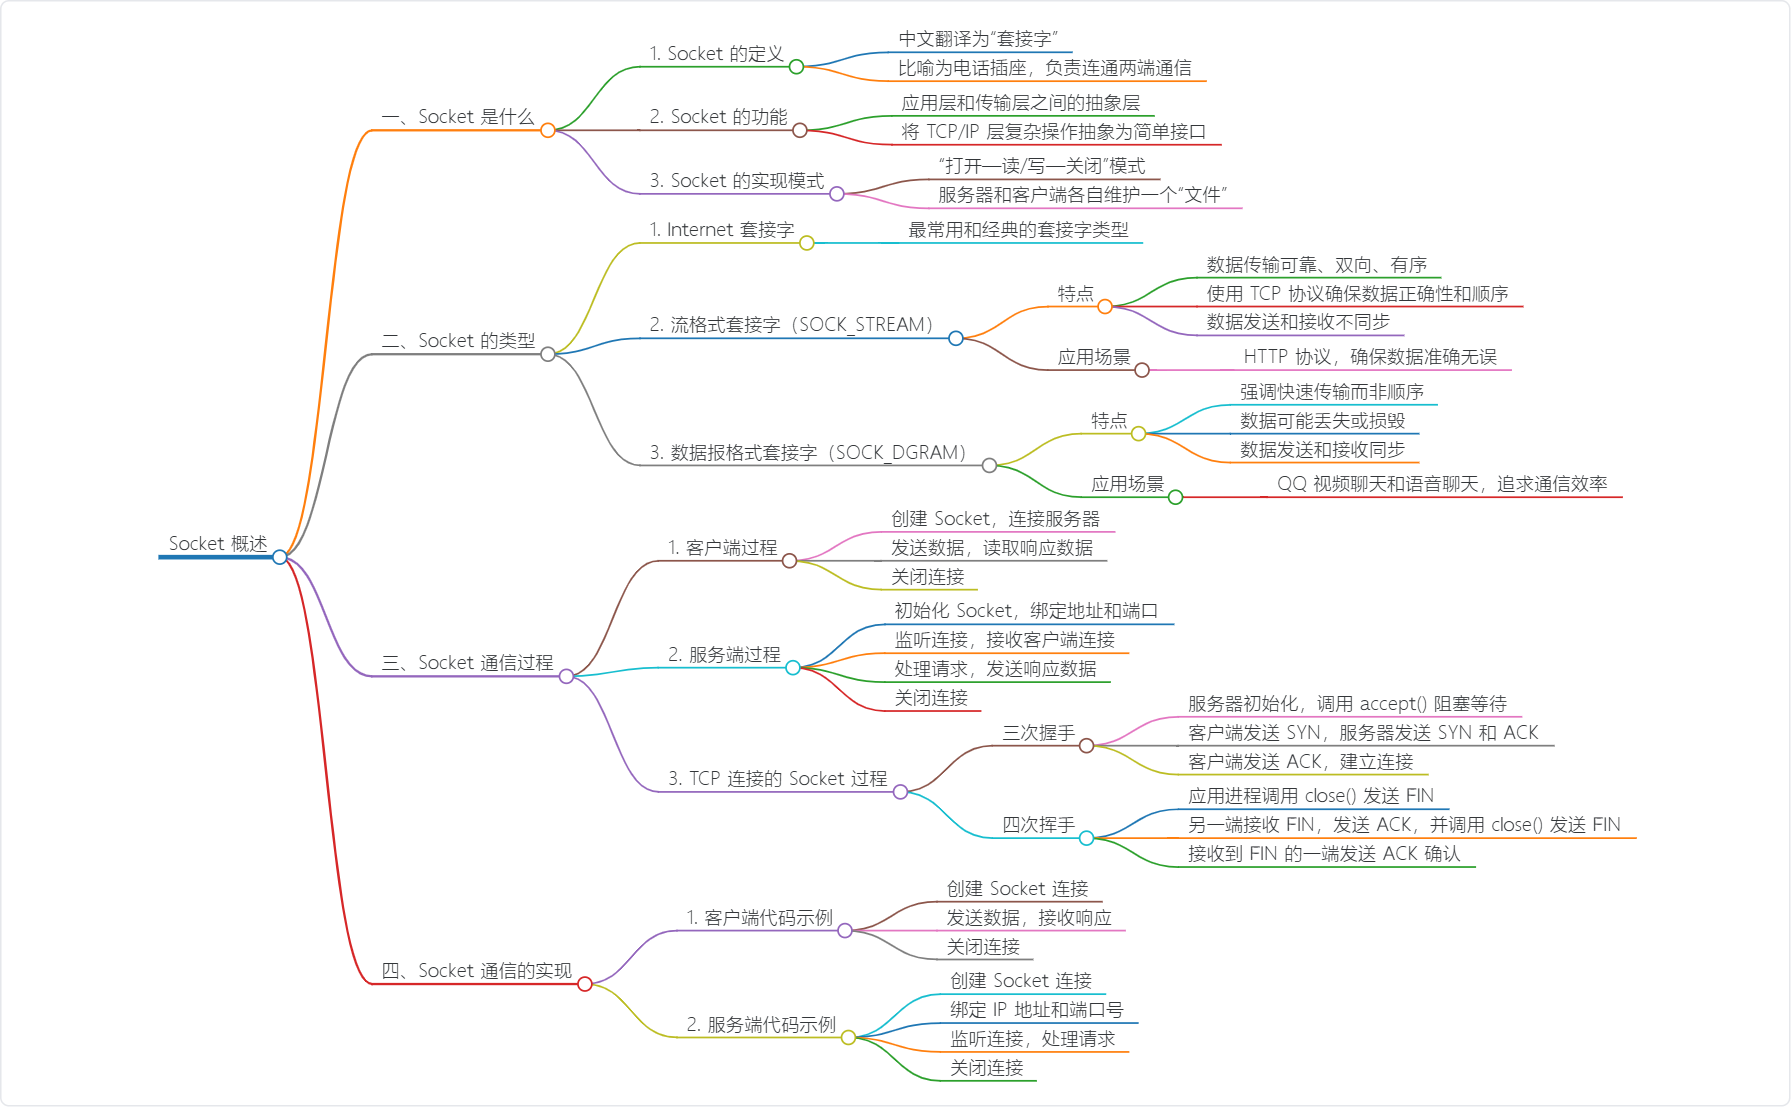 Socket 概述
一、Socket 是什么
1. Socket 的定义
中文翻译为“套接字”
比喻为电话插座，负责连通两端通信
2. Socket 的功能
应用层和传输层之间的抽象层
将 TCP/IP 层复杂操作抽象为简单接口
3. Socket 的实现模式
“打开—读/写—关闭”模式
服务器和客户端各自维护一个“文件”
二、Socket 的类型
1. Internet 套接字
最常用和经典的套接字类型
2. 流格式套接字（SOCK_STREAM）
特点
数据传输可靠、双向、有序
使用 TCP 协议确保数据正确性和顺序
数据发送和接收不同步
应用场景
HTTP 协议，确保数据准确无误
3. 数据报格式套接字（SOCK_DGRAM）
特点
强调快速传输而非顺序
数据可能丢失或损毁
数据发送和接收同步
应用场景
QQ 视频聊天和语音聊天，追求通信效率
三、Socket 通信过程
1. 客户端过程
创建 Socket，连接服务器
发送数据，读取响应数据
关闭连接
2. 服务端过程
初始化 Socket，绑定地址和端口
监听连接，接收客户端连接
处理请求，发送响应数据
关闭连接
3. TCP 连接的 Socket 过程
三次握手
服务器初始化，调用 accept() 阻塞等待
客户端发送 SYN，服务器发送 SYN 和 ACK
客户端发送 ACK，建立连接
四次挥手
应用进程调用 close() 发送 FIN
另一端接收 FIN，发送 ACK，并调用 close() 发送 FIN
接收到 FIN 的一端发送 ACK 确认
四、Socket 通信的实现
1. 客户端代码示例
创建 Socket 连接
发送数据，接收响应
关闭连接
2. 服务端代码示例
创建 Socket 连接
绑定 IP 地址和端口号
监听连接，处理请求
关闭连接